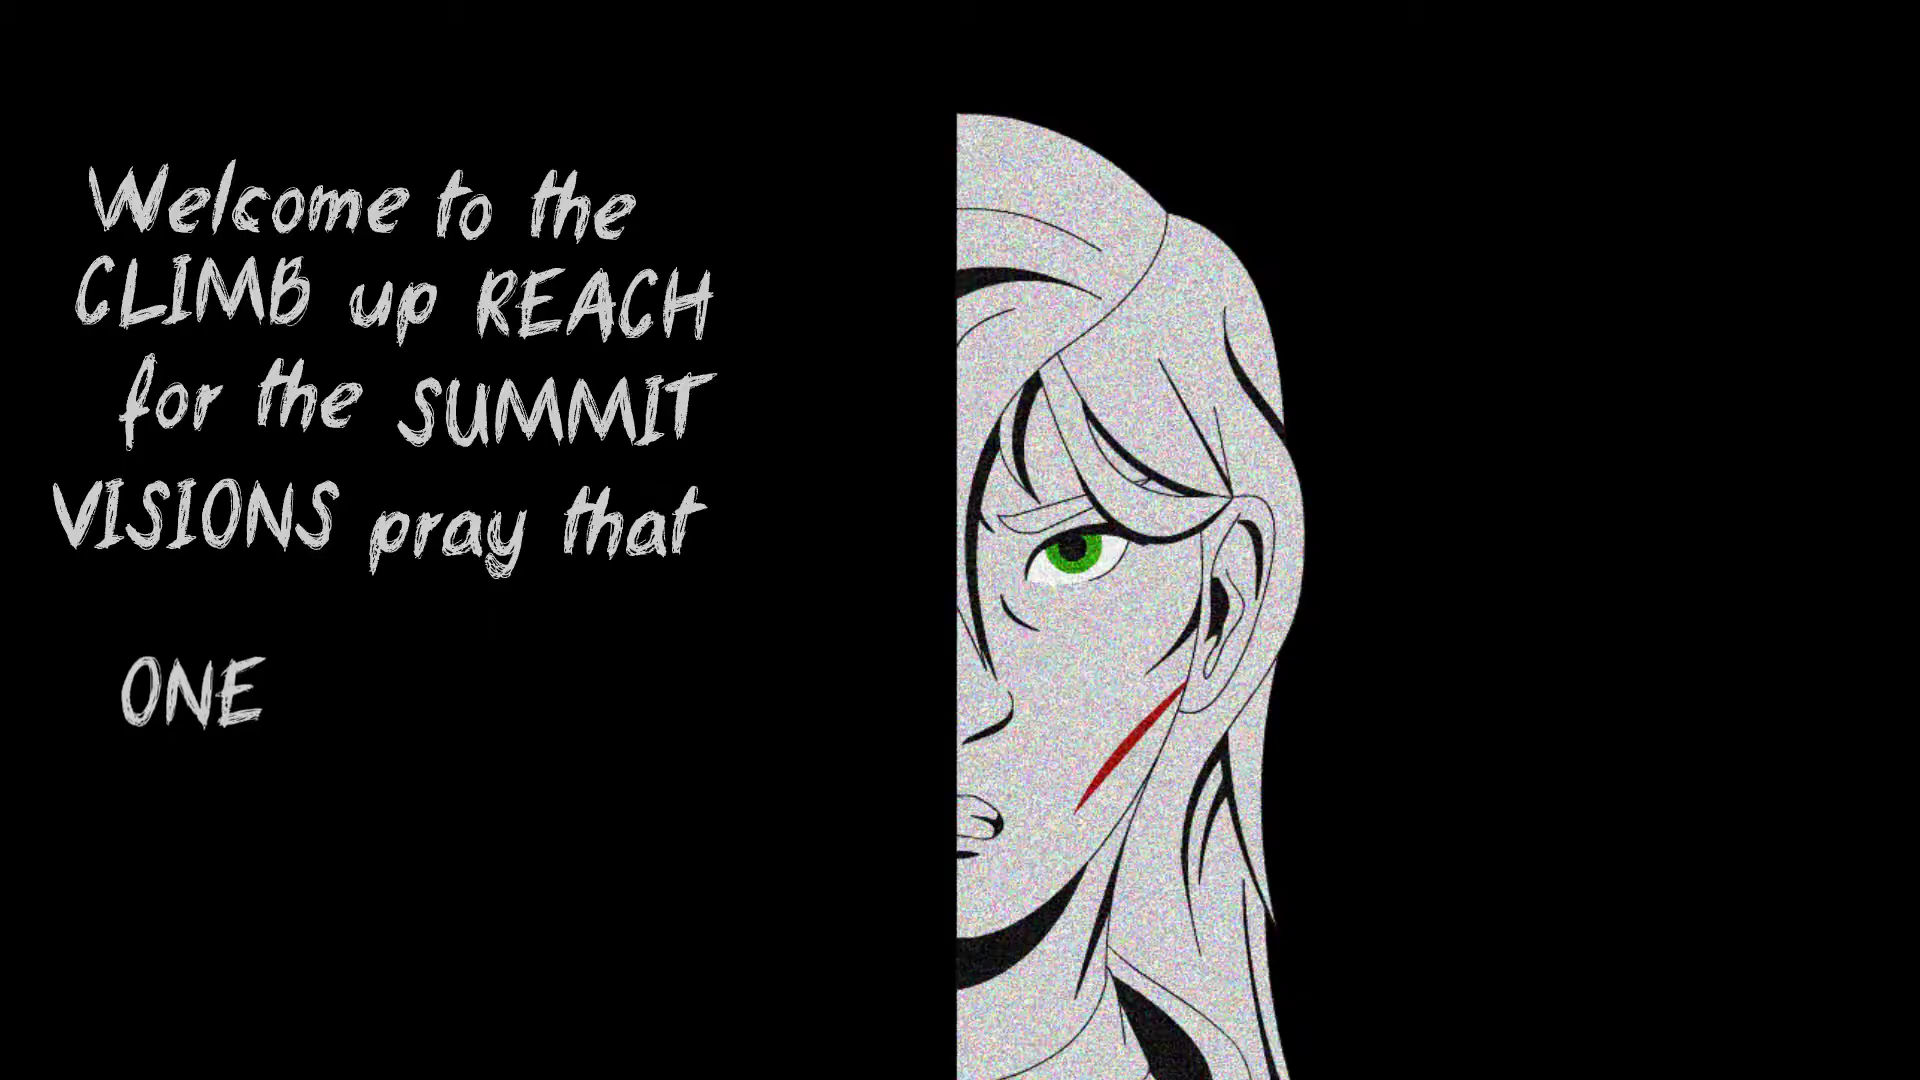 Welcome to the
CLIMB up REACH
for the SUMMIT
VISIONS pray that
ONE